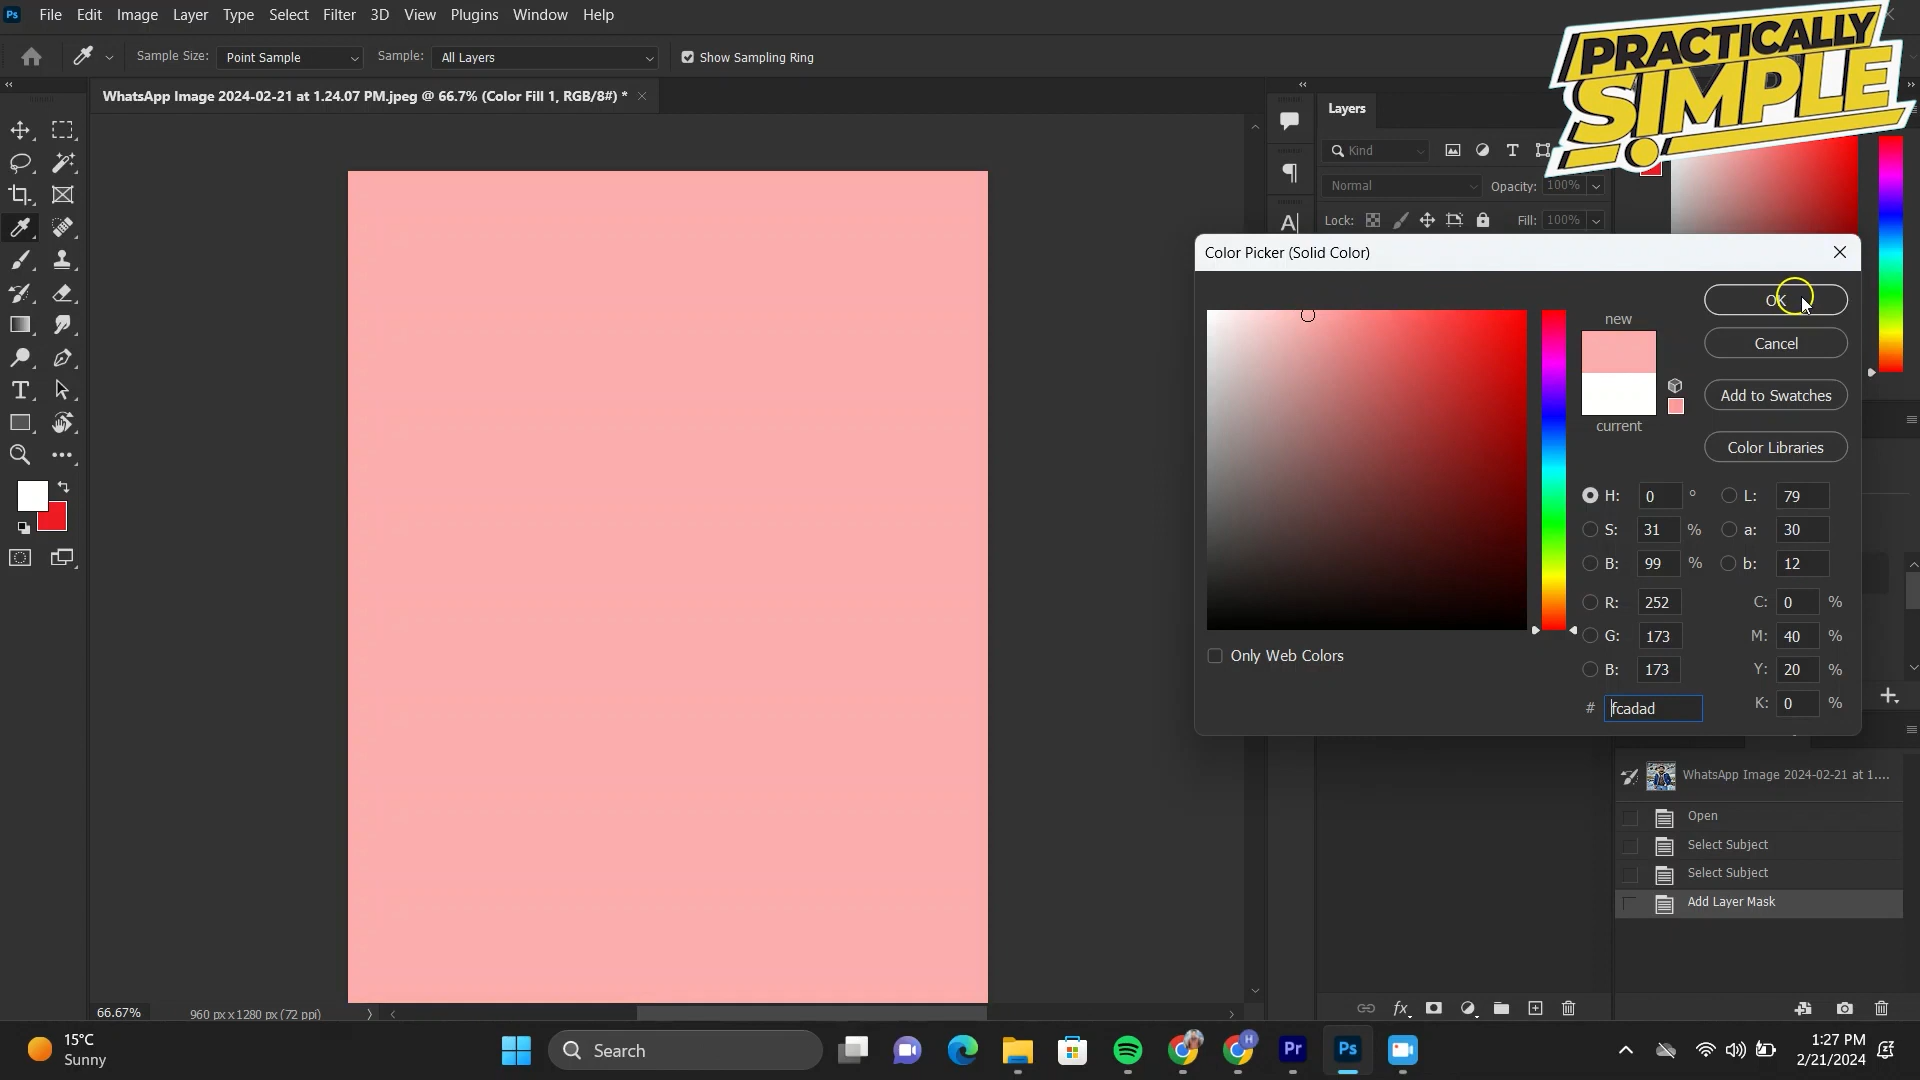 Ps File Edit Image Layer Type Select Filter 3D View Plugins Window Help
PRACTICALLY
SIMPLE
Sample Size: Point Sample Sample: All Layers Show Sampling Ring
WhatsApp Image 2024-02-21 at 1.24.07 PM.jpeg @ 66.7% (Color Fill 1, RGB/8#) *
Layers
Kind
Normal Opacity: 100%
Lock: Fill: 100%
Color Picker (Solid Color)
OK
new
Cancel
Add to Swatches
current
Color Libraries
H: 0 ° L: 79
S: 31 % a: 30
B: 99 % b: 12
R: 252 C: 0 %
G: 173 M: 40 %
B: 173 Y: 20 %
# fcadad K: 0 %
Only Web Colors
WhatsApp Image 2024-02-21 at 1....
Open
Select Subject
Select Subject
Add Layer Mask
66.67% 960 px x 1280 px (72 ppi)
fx
15°C
Sunny
Search
Pr
Ps
1:27 PM
2/21/2024